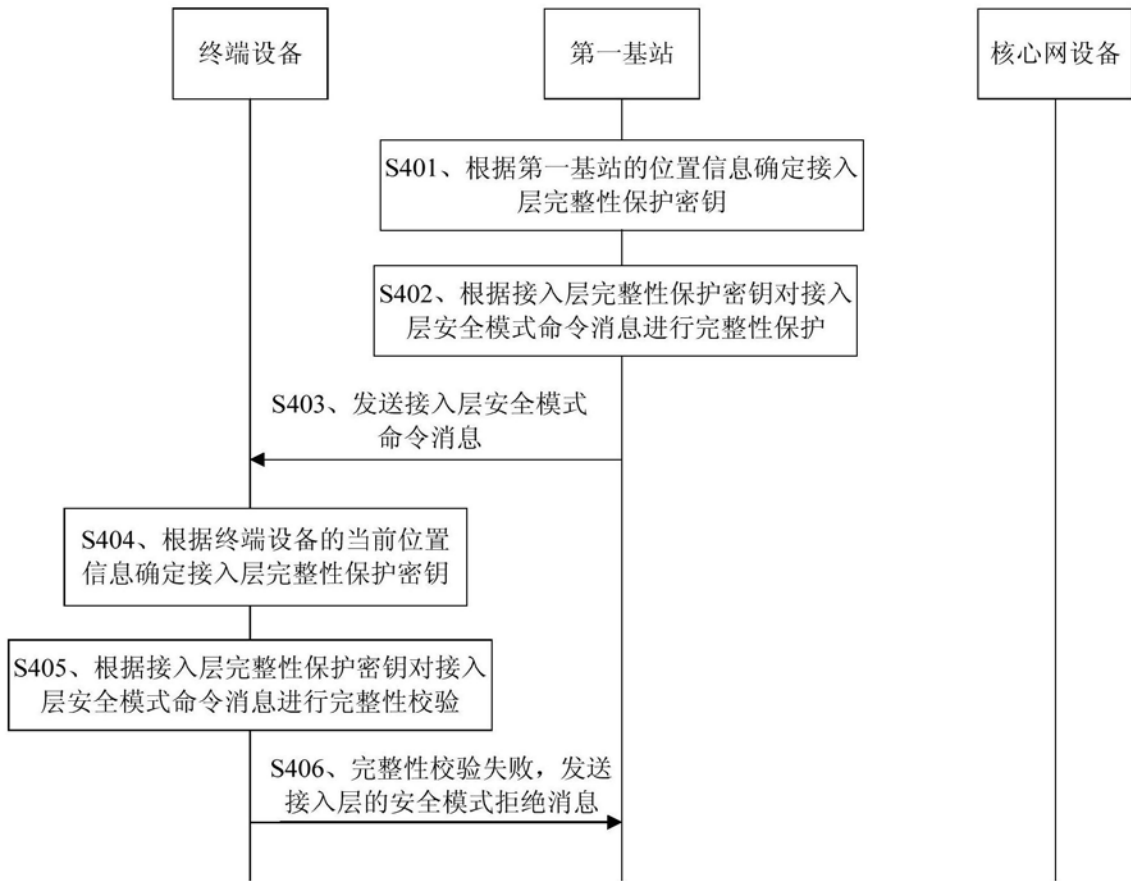 终端设备
第一基站
核心网设备
S401、根据第一基站的位置信息确定接入
层完整性保护密钥
S402、根据接入层完整性保护密钥对接入
层安全模式命令消息进行完整性保护
S403、发送接入层安全模式
命令消息
S404、根据终端设备的当前位置
信息确定接入层完整性保护密钥
S405、根据接入层完整性保护密钥对接入
层安全模式命令消息进行完整性校验
S406、完整性校验失败，发送
接入层的安全模式拒绝消息